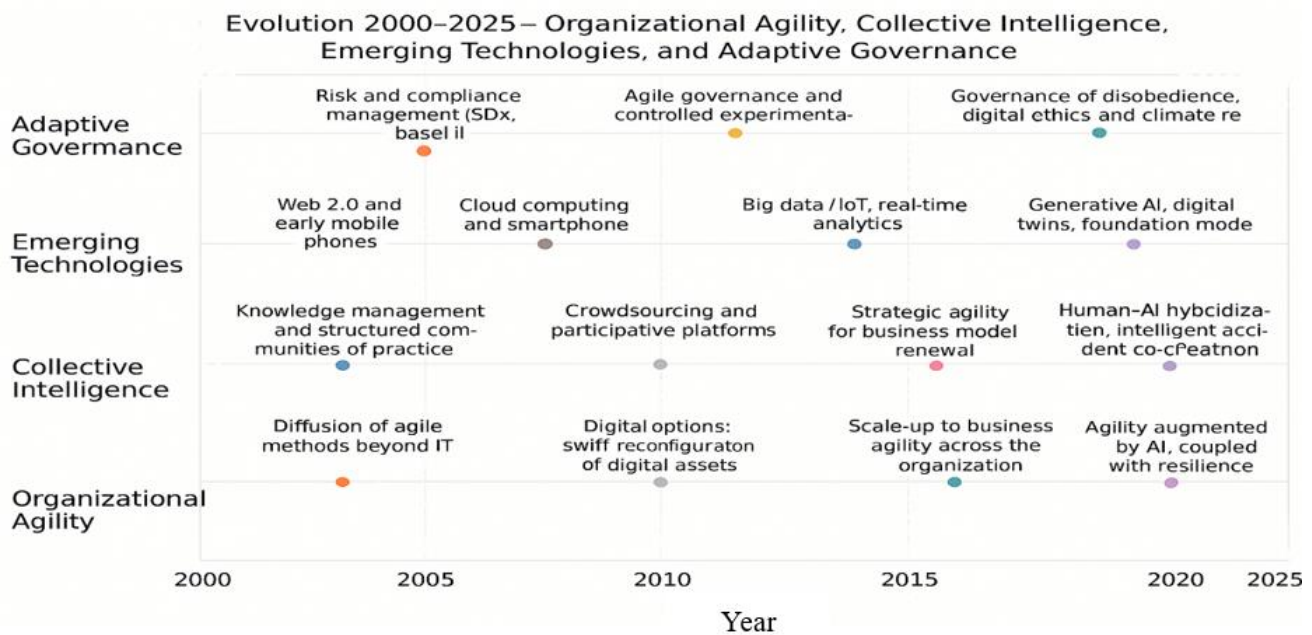 Evolution 2000–2025 – Organizational Agility, Collective Intelligence,
Emerging Technologies, and Adaptive Governance
Adaptive
Govermance
Risk and compliance
management (SDx,
basel il
Agile governance and
controlled experimenta-
Governance of disobedience,
digital ethics and climate re
Emerging
Technologies
Web 2.0 and
early mobile
phones
Cloud computing
and smartphone
Big data / IoT, real-time
analytics
Generative AI, digital
twins, foundation mode
Collective
Intelligence
Knowledge management
and structured com-
munities of practice
Crowdsourcing and
participative platforms
Strategic agility
for business model
renewal
Human–AI hybcidiza-
tien, intelligent acci-
dent
Organizational
Agility
Diffusion of agile
methods beyond IT
Digital options:
swiff reconfiguraton
of digital assets
Scale-up to business
agility across the
organization
Agility augmented
by AI, coupled
with resilience
2000 2005 2010 2015 2020 2025
Year